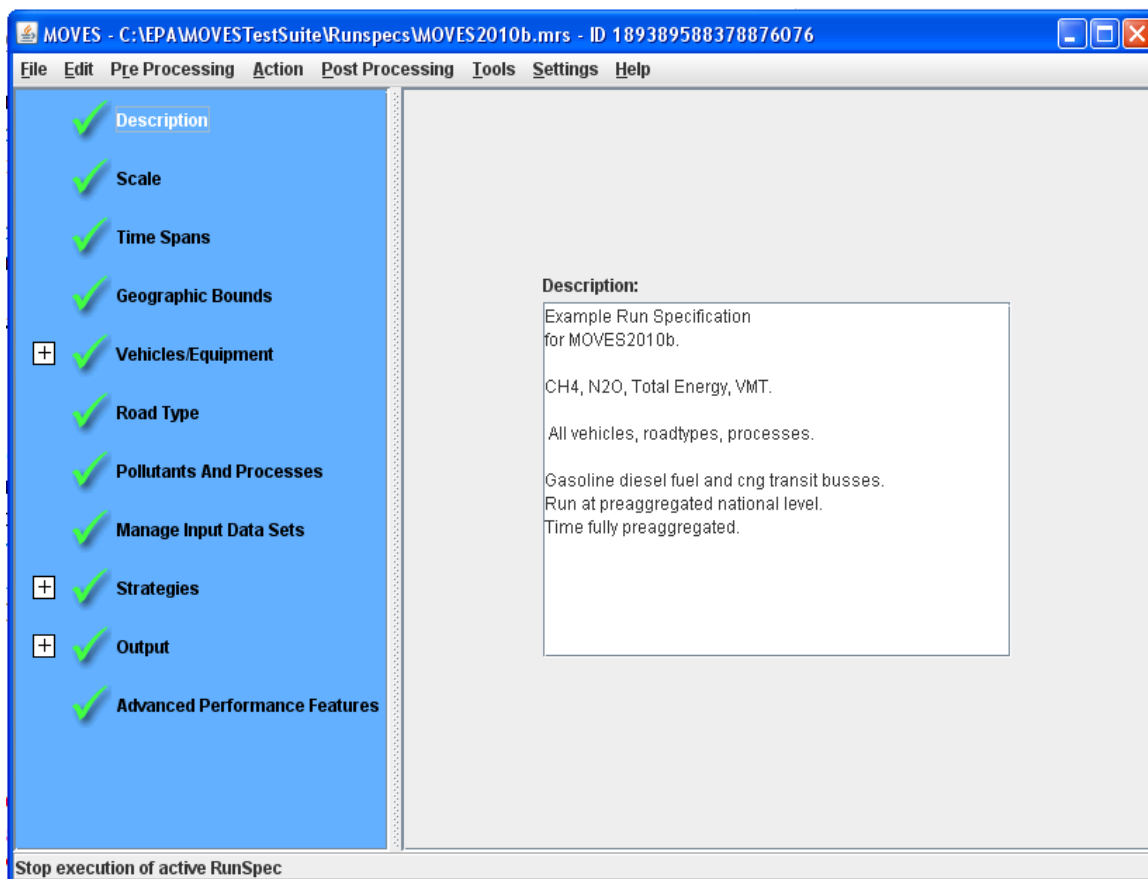 MOVES - C:\EPA\MOVESTestSuite\Runspecs\MOVES2010b.mrs - ID 189389588378876076
File Edit Pre Processing Action Post Processing Tools Settings Help
Description
Scale
Time Spans
Geographic Bounds
Vehicles/Equipment
Road Type
Pollutants And Processes
Manage Input Data Sets
Strategies
Output
Advanced Performance Features
Description:
Example Run Specification
for MOVES2010b.
CH4, N2O, Total Energy, VMT.
All vehicles, roadtypes, processes.
Gasoline diesel fuel and cng transit busses.
Run at preaggregated national level.
Time fully preaggregated.
Stop execution of active RunSpec